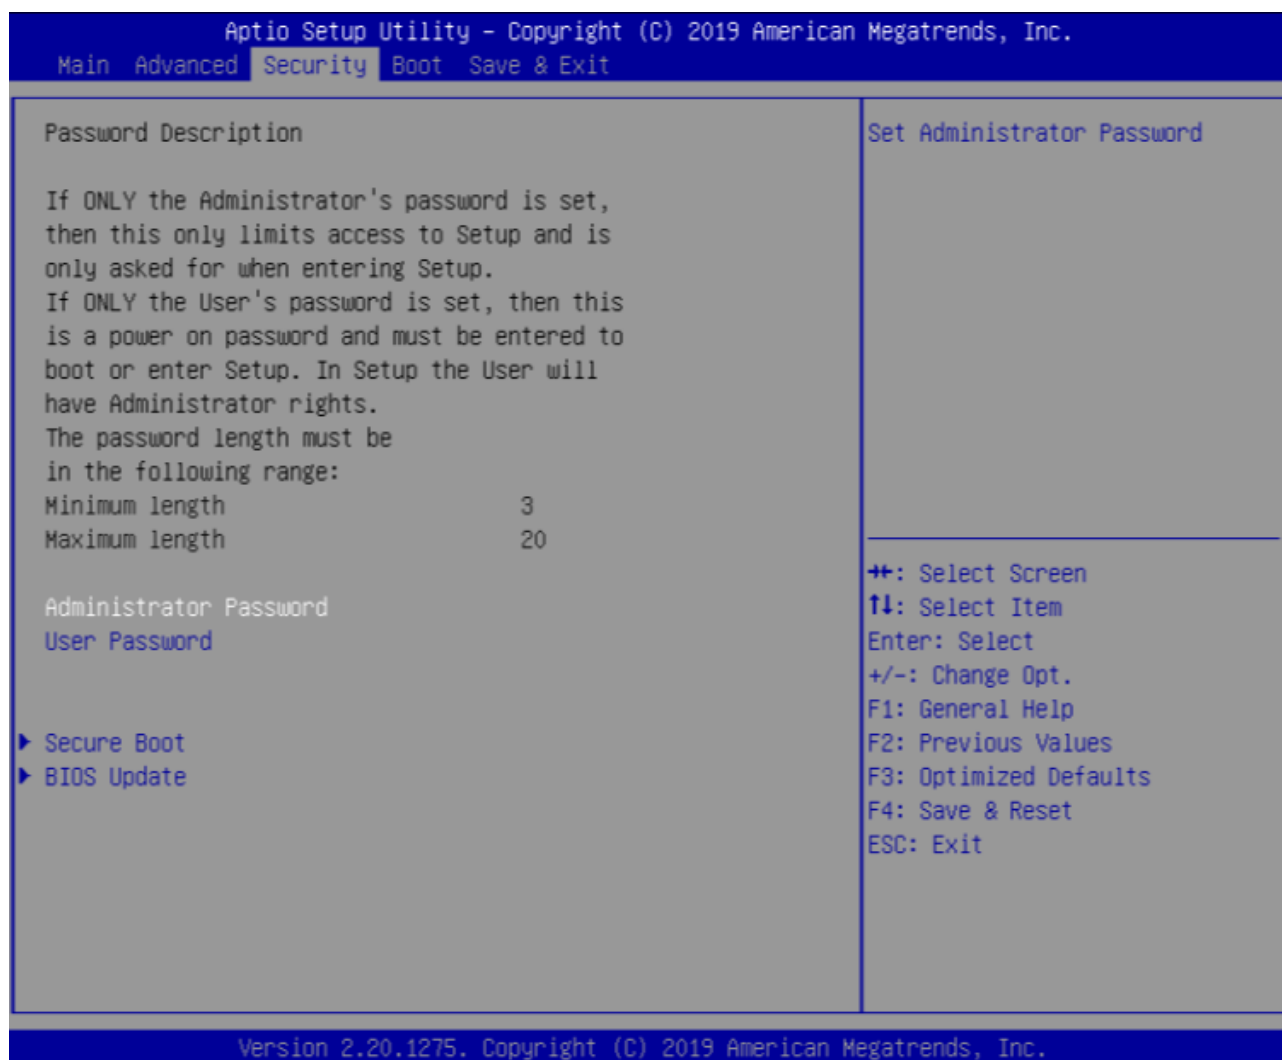 Aptio Setup Utility – Copyright (C) 2019 American Megatrends, Inc.
Main Advanced Security Boot Save & Exit
Password Description
If ONLY the Administrator's password is set,
then this only limits access to Setup and is
only asked for when entering Setup.
If ONLY the User's password is set, then this
is a power on password and must be entered to
boot or enter Setup. In Setup the User will
have Administrator rights.
The password length must be
in the following range:
Minimum length 3
Maximum length 20
Administrator Password
User Password
Secure Boot
BIOS Update
Set Administrator Password
→←: Select Screen
↑↓: Select Item
Enter: Select
+/-: Change Opt.
F1: General Help
F2: Previous Values
F3: Optimized Defaults
F4: Save & Reset
ESC: Exit
Version 2.20.1275. Copyright (C) 2019 American Megatrends, Inc.